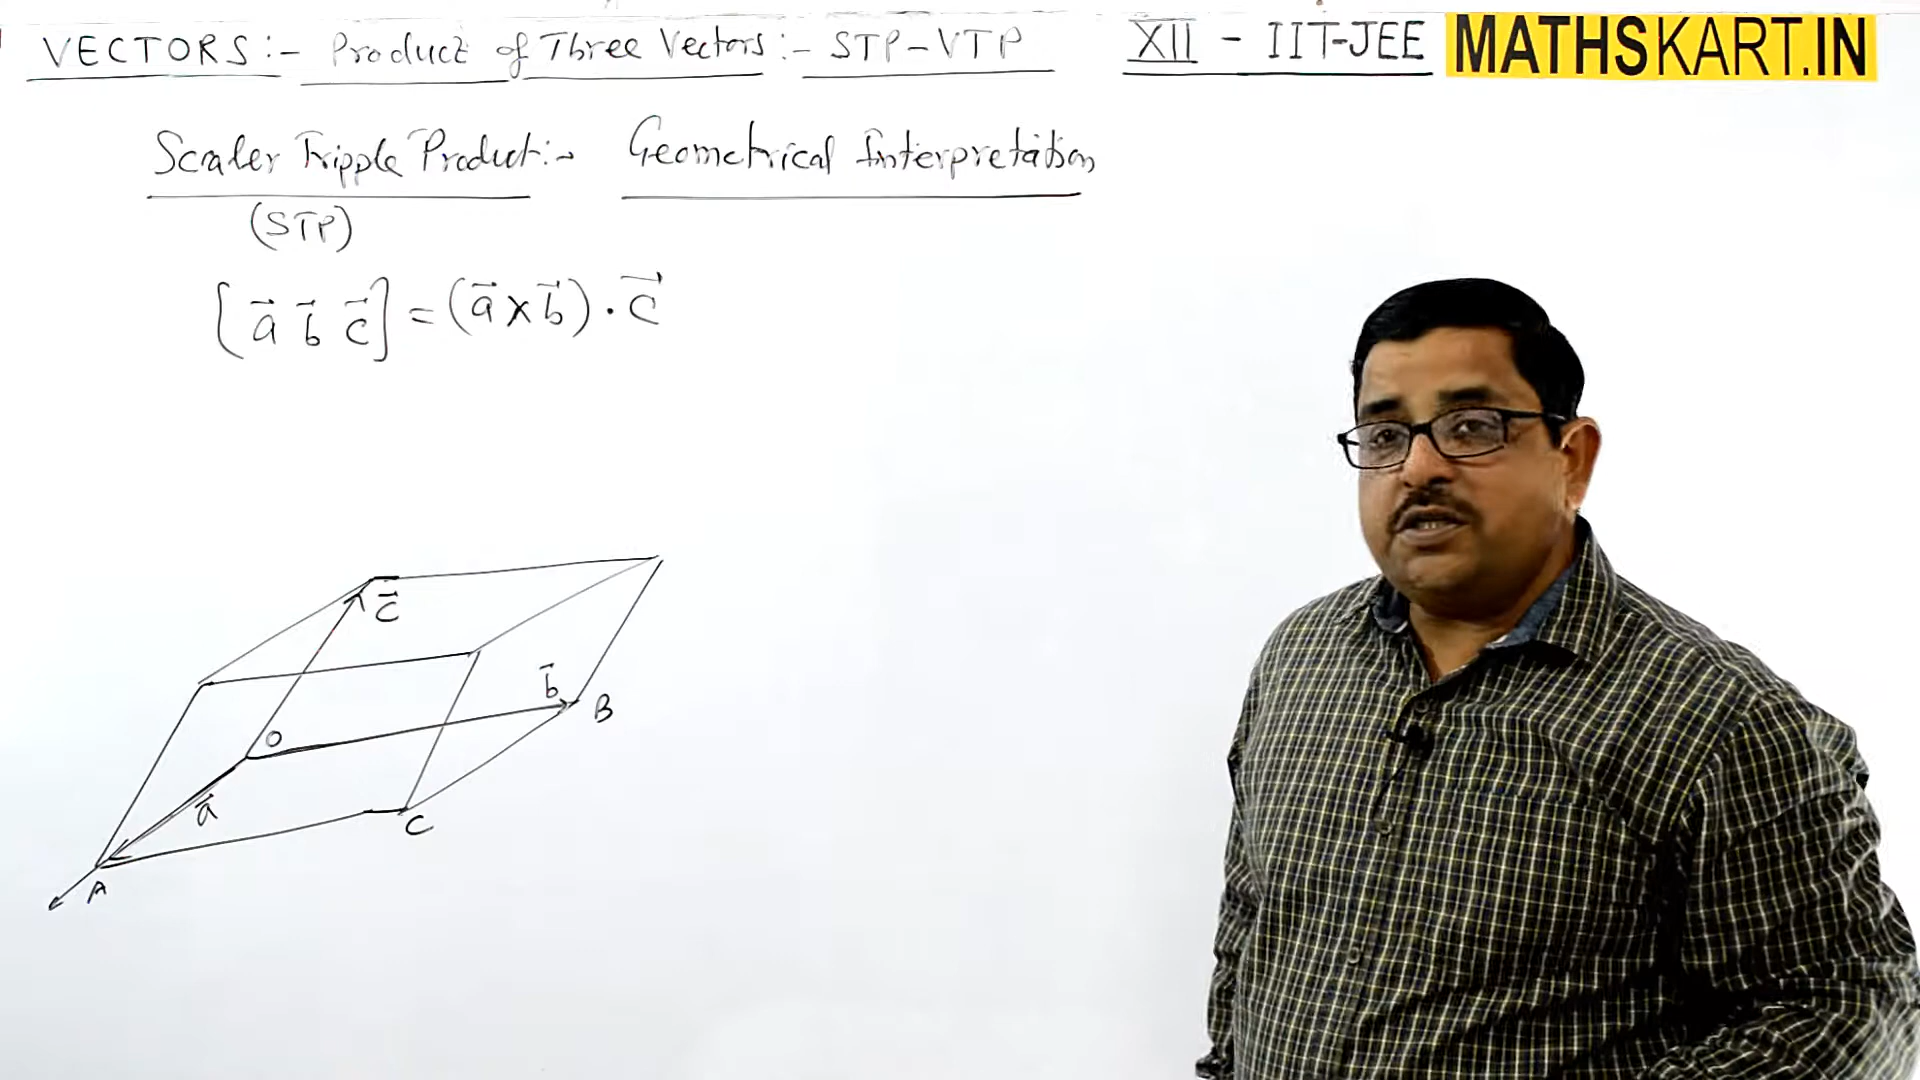 VECTORS:- Product of Three Vectors:- STP-VTP XII - IIT-JEE MATHSKART.IN
Scaler Tripple Product:- Geometrical Interpretation
(STP)
[a⃗ b⃗ c⃗] = (a⃗ × b⃗) · c⃗
c⃗
b⃗
B
O
a⃗
C
A